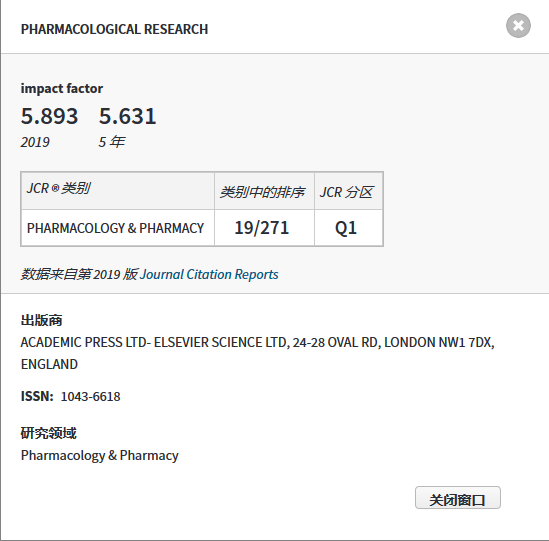 PHARMACOLOGICAL RESEARCH
impact factor
5.893 5.631
2019 5 年
JCR ® 类别 类别中的排序 JCR 分区
PHARMACOLOGY & PHARMACY 19/271 Q1
数据来自第 2019 版 Journal Citation Reports
出版商
ACADEMIC PRESS LTD- ELSEVIER SCIENCE LTD, 24-28 OVAL RD, LONDON NW1 7DX,
ENGLAND
ISSN: 1043-6618
研究领域
Pharmacology & Pharmacy
关闭窗口